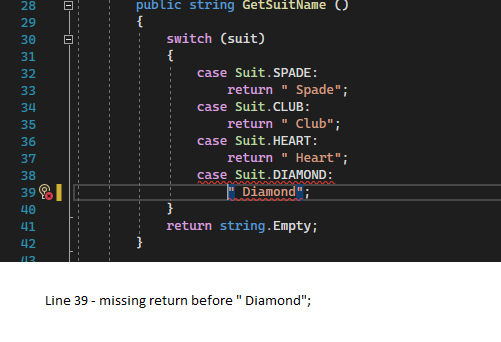 28 public string GetSuitName ()
29 {
30 switch (suit)
31 {
32 case Suit.SPADE:
33 return " Spade";
34 case Suit.CLUB:
35 return " Club";
36 case Suit.HEART:
37 return " Heart";
38 case Suit.DIAMOND:
39 " Diamond";
40 }
41 return string.Empty;
42 }
43
Line 39 - missing return before " Diamond";